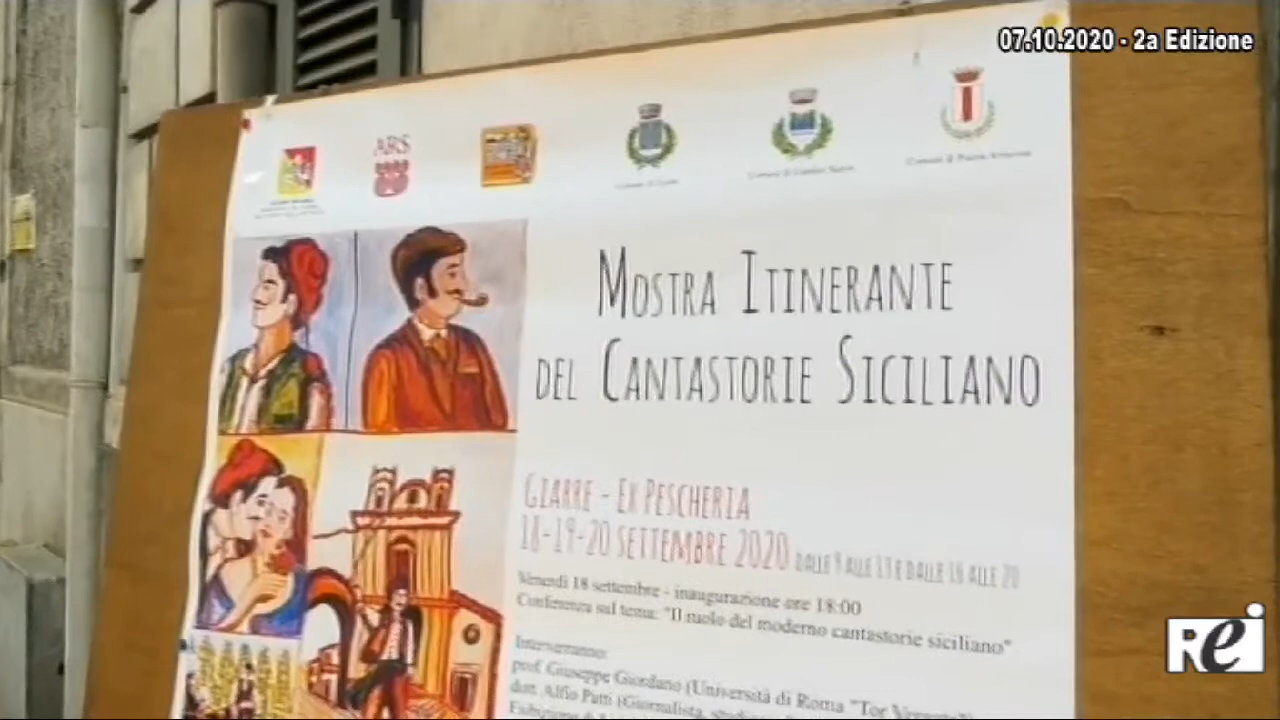 07.10.2020 - 2a Edizione
ARS
MOSTRA ITINERANTE
DEL CANTASTORIE SICILIANO
GIARRE - EX PESCHERIA
18-19-20 SETTEMBRE 2020 DALLE 9 ALLE 13 E DALLE 16 ALLE 20
Venerdì 18 settembre - inaugurazione ore 18:00
Conferenza sul tema: "Il ruolo del moderno cantastorie siciliano"
Interverranno:
prof. Giuseppe Giordano (Università di Roma "Tor
dott. Alfio Patti (Giornalista,
Rei